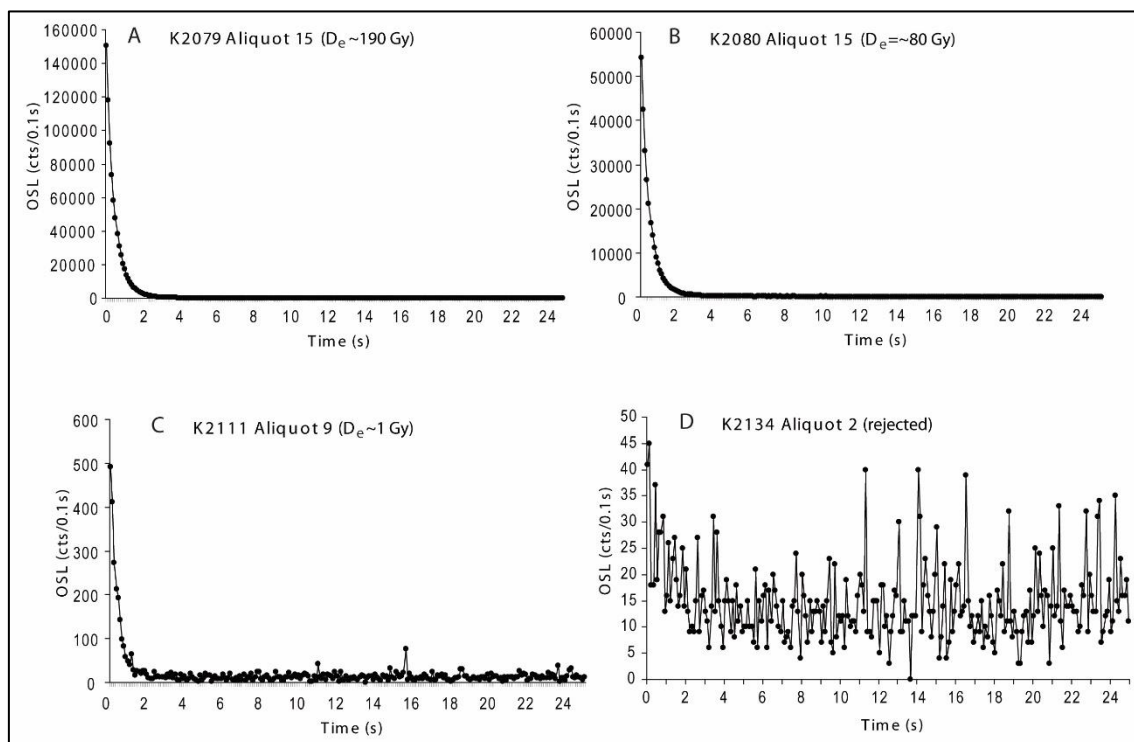 A K2079 Aliquot 15 (De ~190 Gy)
OSL (cts/0.1s)
160000
140000
120000
100000
80000
60000
40000
20000
0
0 2 4 6 8 10 12 14 16 18 20 22 24
Time (s)
B K2080 Aliquot 15 (De=~80 Gy)
OSL (cts/0.1s)
60000
50000
40000
30000
20000
10000
0
0 2 4 6 8 10 12 14 16 18 20 22 24
Time (s)
C K2111 Aliquot 9 (De~1 Gy)
OSL (cts/0.1s)
600
500
400
300
200
100
0
0 2 4 6 8 10 12 14 16 18 20 22 24
Time (s)
D K2134 Aliquot 2 (rejected)
OSL (cts/0.1s)
50
45
40
35
30
25
20
15
10
5
0
0 2 4 6 8 10 12 14 16 18 20 22 24
Time (s)